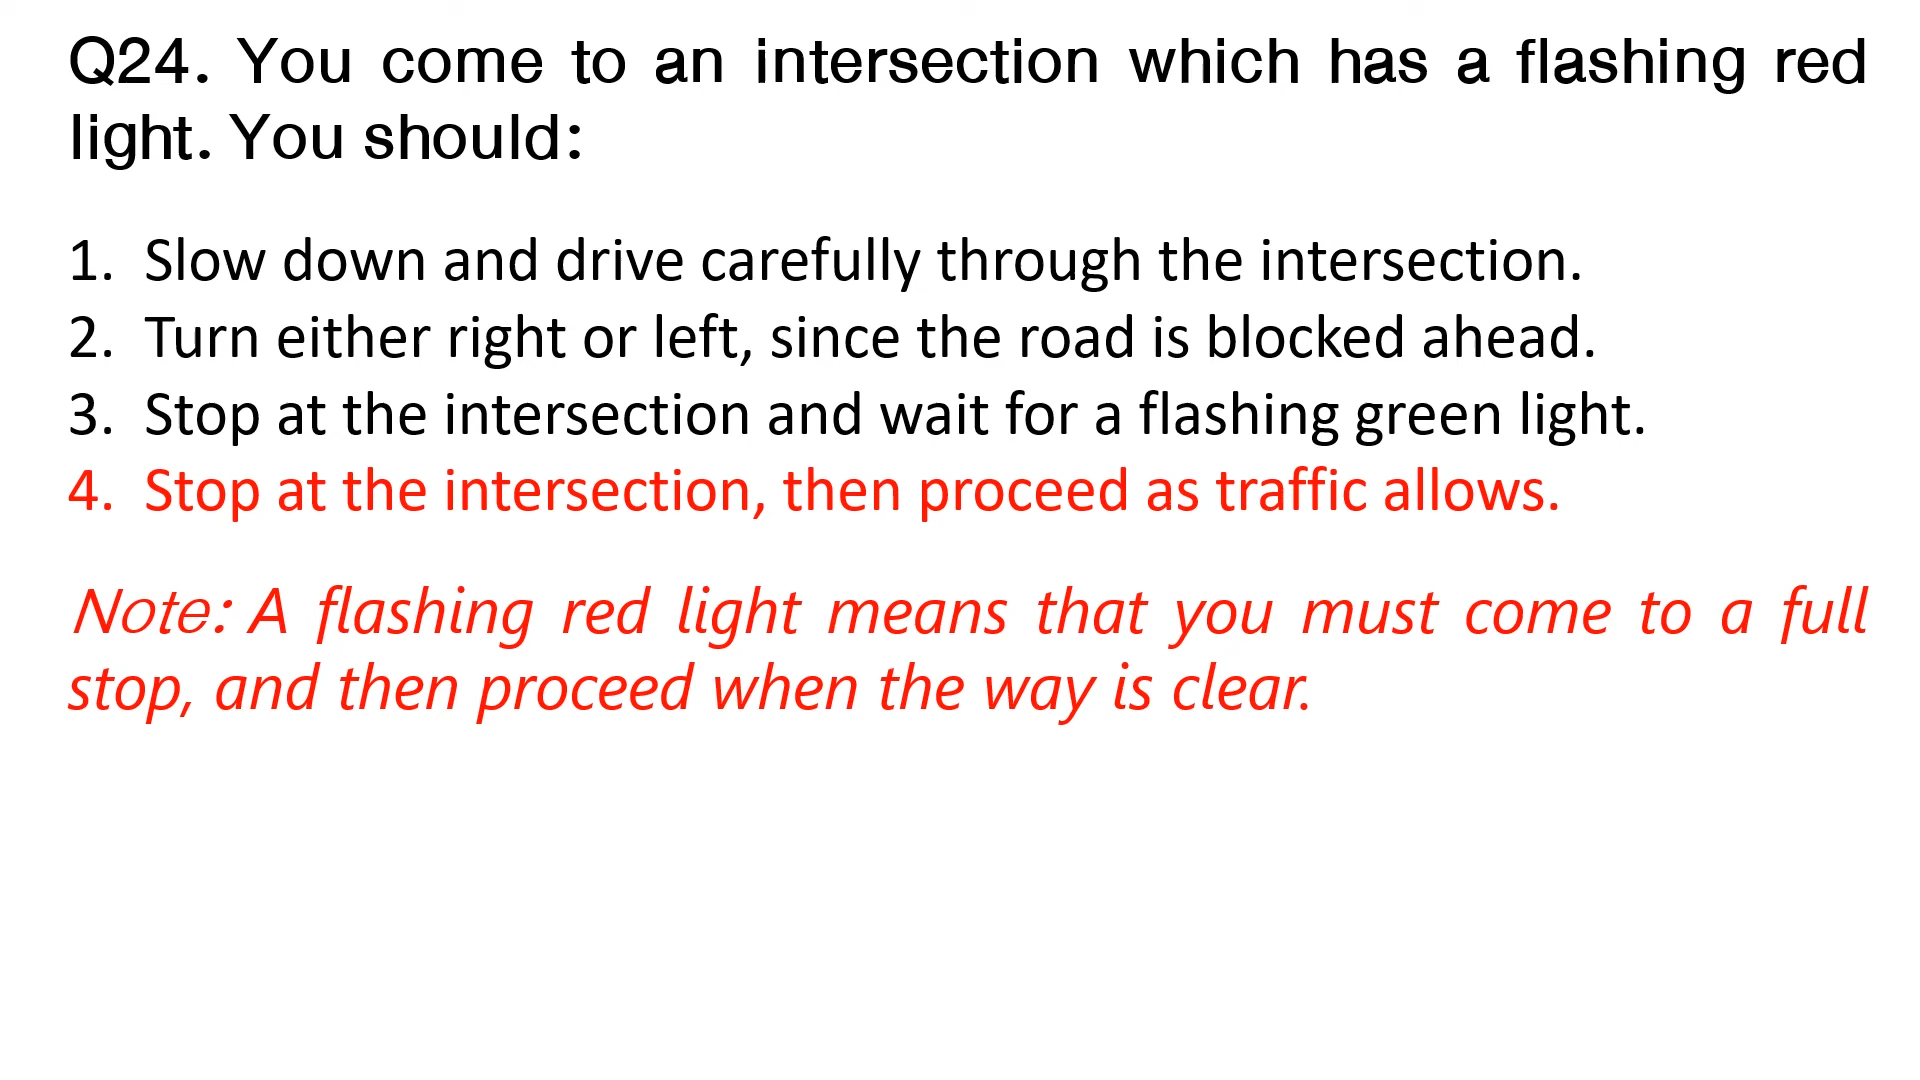 Q24. You come to an intersection which has a flashing red
light. You should:
1. Slow down and drive carefully through the intersection.
2. Turn either right or left, since the road is blocked ahead.
3. Stop at the intersection and wait for a flashing green light.
4. Stop at the intersection, then proceed as traffic allows.
Note: A flashing red light means that you must come to a full
stop, and then proceed when the way is clear.